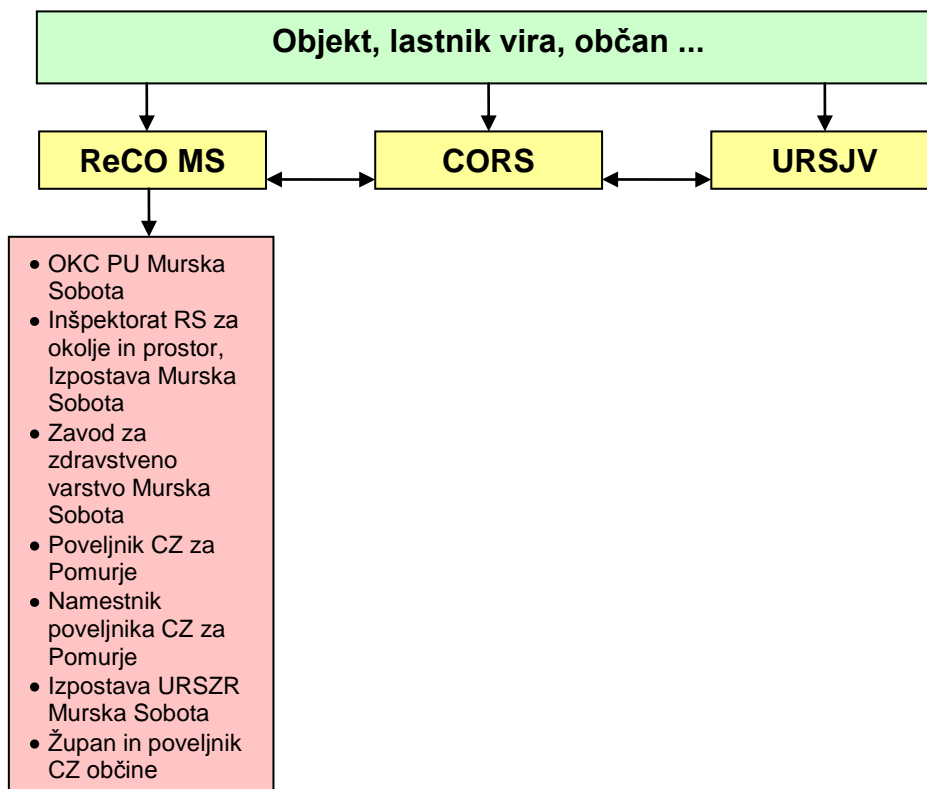 Objekt, lastnik vira, občan ...
ReCO MS
CORS
URSJV
• OKC PU Murska
Sobota
• Inšpektorat RS za
okolje in prostor,
Izpostava Murska
Sobota
• Zavod za
zdravstveno
varstvo Murska
Sobota
• Poveljnik CZ za
Pomurje
• Namestnik
poveljnika CZ za
Pomurje
• Izpostava URSZR
Murska Sobota
• Župan in poveljnik
CZ občine